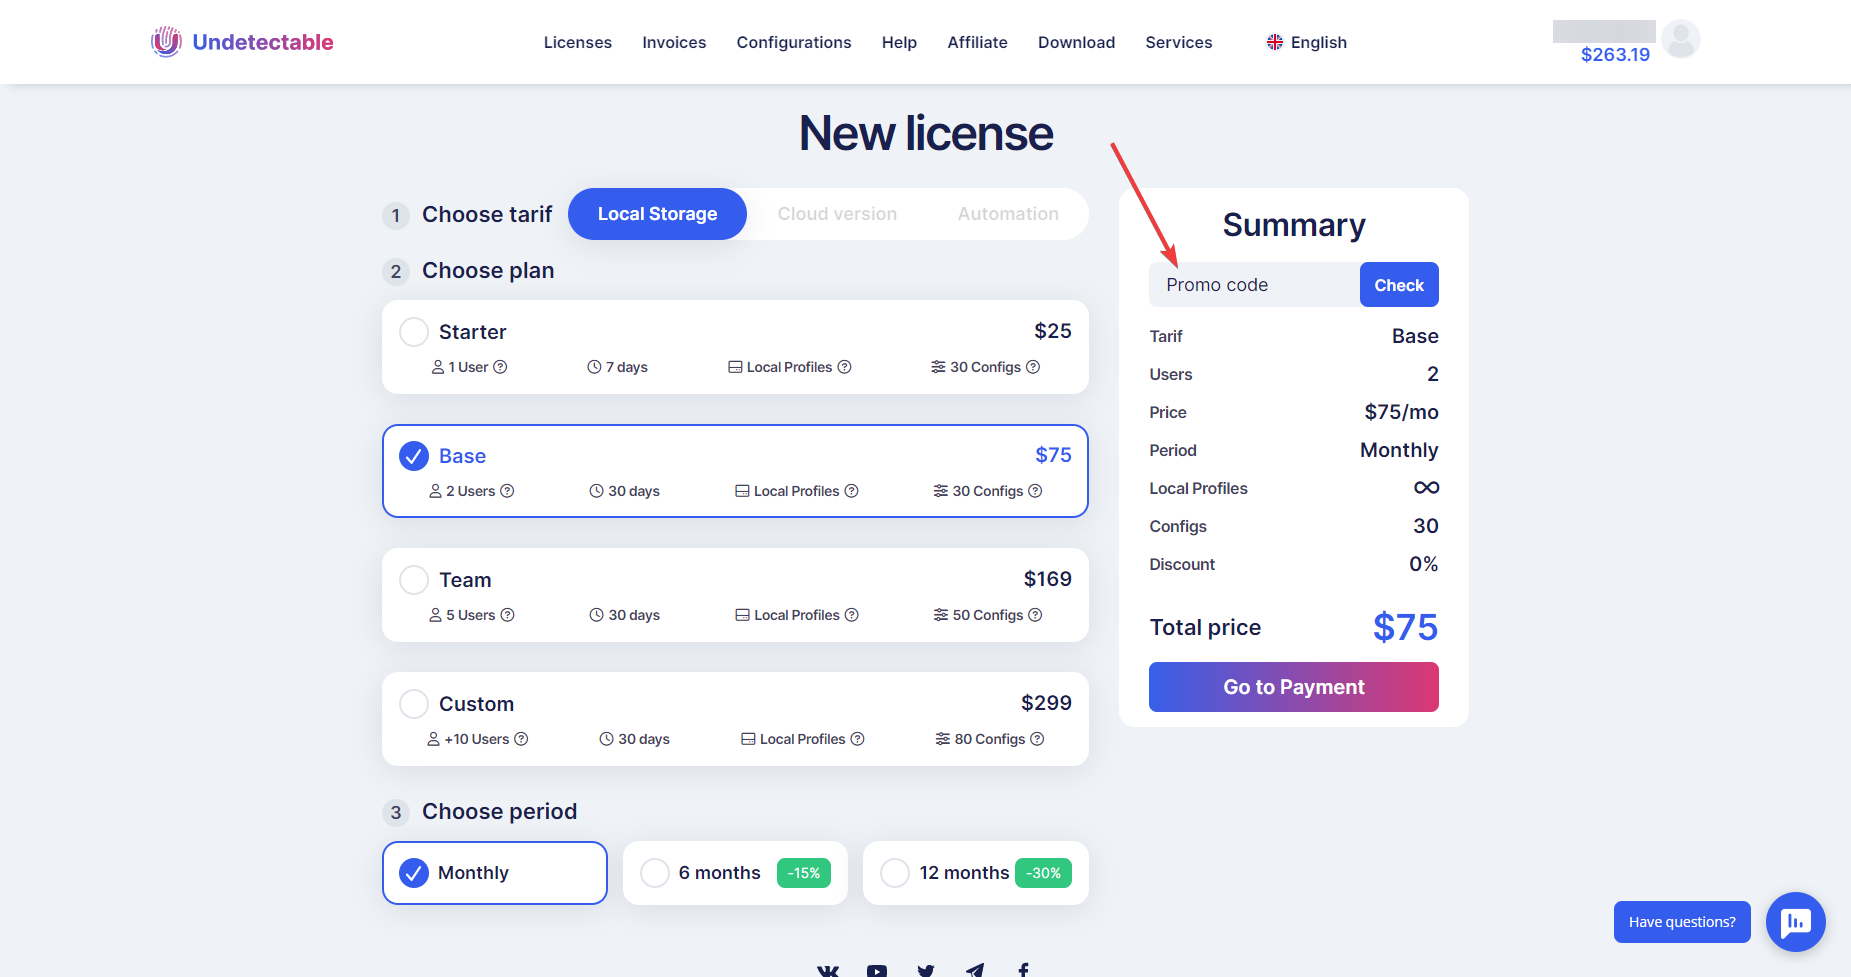 Undetectable
Licenses Invoices Configurations Help Affiliate Download Services English
$263.19
New license
1 Choose tarif Local Storage Cloud version Automation
2 Choose plan
Starter $25
1 User ? 7 days Local Profiles ? 30 Configs ?
Base $75
2 Users ? 30 days Local Profiles ? 30 Configs ?
Team $169
5 Users ? 30 days Local Profiles ? 50 Configs ?
Custom $299
+10 Users ? 30 days Local Profiles ? 80 Configs ?
3 Choose period
Monthly 6 months -15% 12 months -30%
Summary
Promo code Check
Tarif Base
Users 2
Price $75/mo
Period Monthly
Local Profiles ∞
Configs 30
Discount 0%
Total price $75
Go to Payment
Have questions?